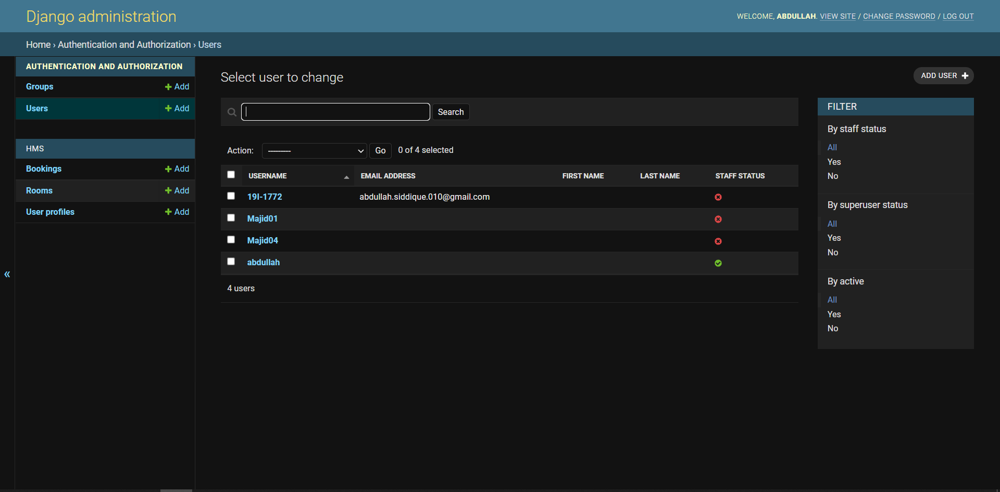 Django administration
WELCOME, ABDULLAH. VIEW SITE / CHANGE PASSWORD / LOG OUT
Home › Authentication and Authorization › Users
AUTHENTICATION AND AUTHORIZATION
Groups + Add
Users + Add
HMS
Bookings + Add
Rooms + Add
User profiles + Add
«
Select user to change
ADD USER +
Search
Action: --------- Go 0 of 4 selected
USERNAME EMAIL ADDRESS FIRST NAME LAST NAME STAFF STATUS
19I-1772 abdullah.siddique.010@gmail.com
Majid01
Majid04
abdullah
4 users
FILTER
By staff status
All
Yes
No
By superuser status
All
Yes
No
By active
All
Yes
No